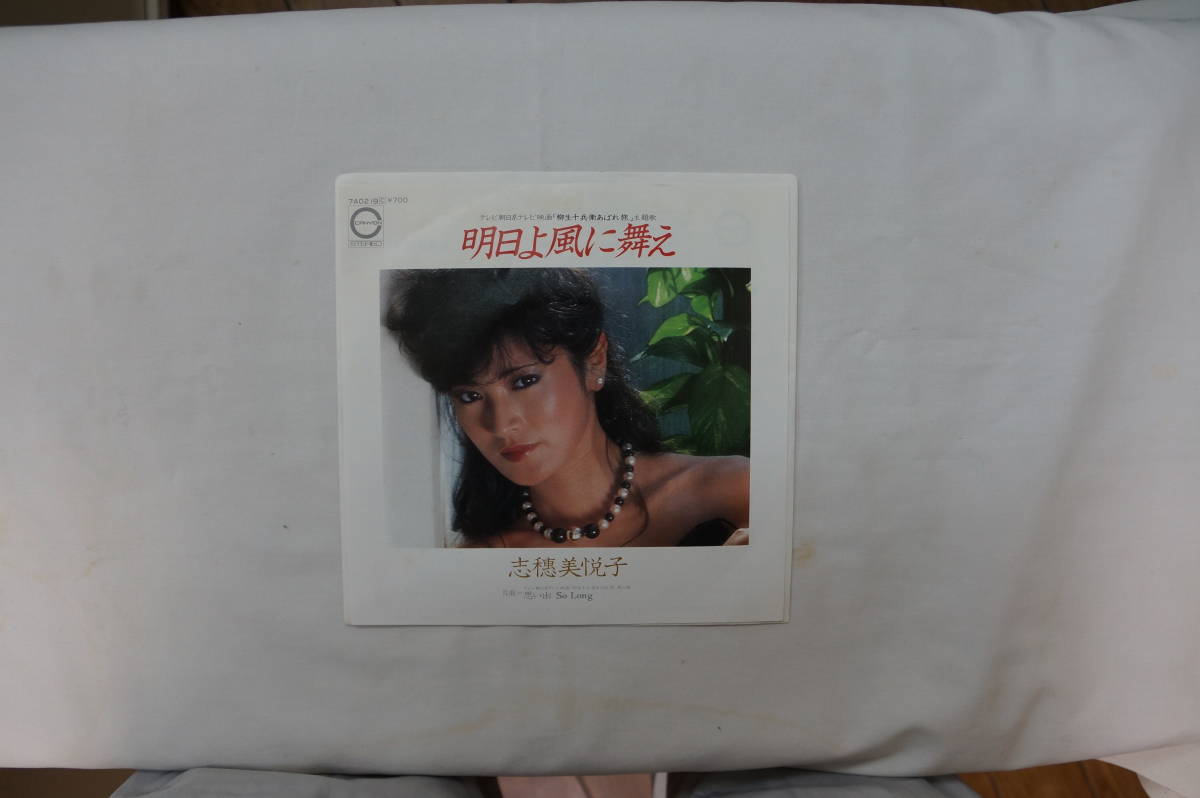 7A0219 Ⓒ ¥700
CANYON
STEREO
テレビ朝日系テレビ映画「柳生十兵衛あばれ旅」主題歌
明日よ風に舞え
志穂美悦子
思い出 So Long